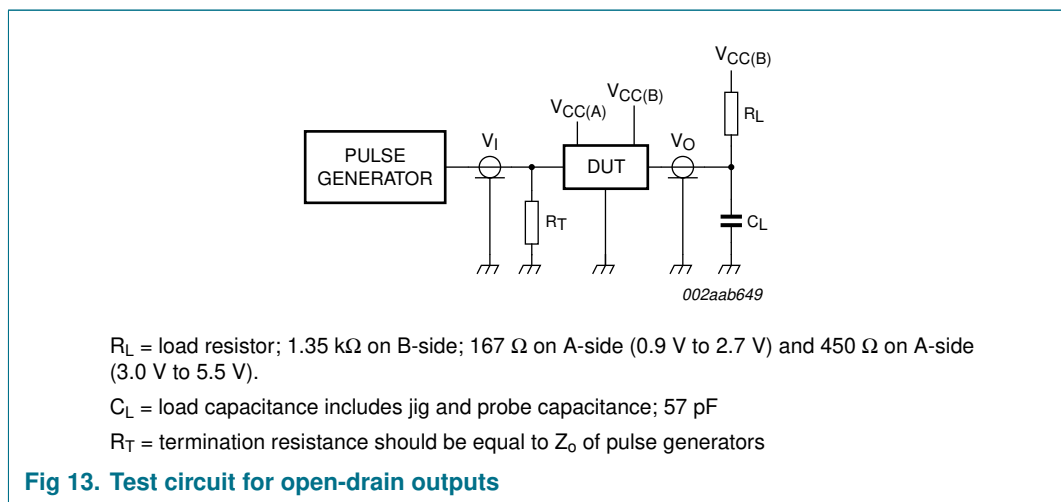 VCC(B)
VCC(B)
VCC(A)
RL
VI
VO
PULSE
GENERATOR
DUT
RT
CL
002aab649
RL = load resistor; 1.35 kΩ on B-side; 167 Ω on A-side (0.9 V to 2.7 V) and 450 Ω on A-side
(3.0 V to 5.5 V).
CL = load capacitance includes jig and probe capacitance; 57 pF
RT = termination resistance should be equal to Zo of pulse generators
Fig 13. Test circuit for open-drain outputs